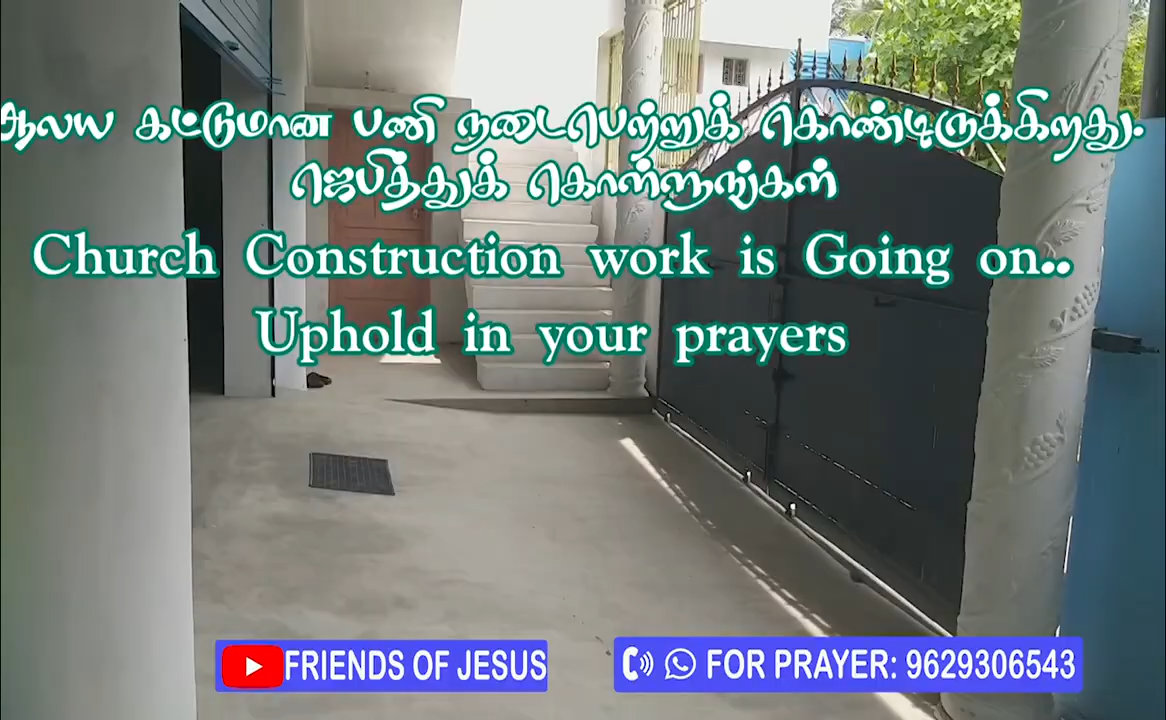 ஆலய கட்டுமான பணி நடைபெற்றுக் கொண்டிருக்கிறது.
ஜெபித்துக் கொள்ளுங்கள்
Church Construction work is Going on..
Uphold in your prayers
FRIENDS OF JESUS
FOR PRAYER: 9629306543